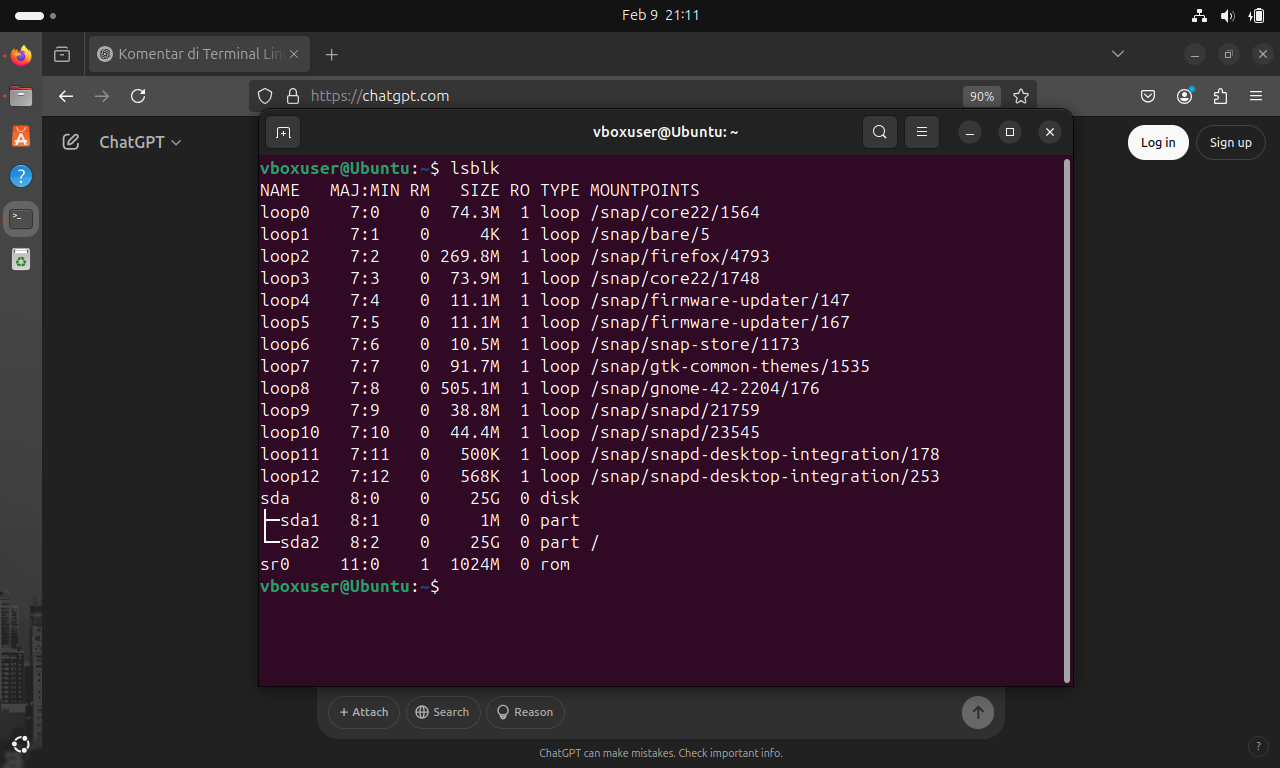 Feb 9 21:11
Komentar di Terminal Lin
https://chatgpt.com
90%
ChatGPT
Log in
Sign up
vboxuser@Ubuntu: ~
vboxuser@Ubuntu:~$ lsblk
NAME MAJ:MIN RM SIZE RO TYPE MOUNTPOINTS
loop0 7:0 0 74.3M 1 loop /snap/core22/1564
loop1 7:1 0 4K 1 loop /snap/bare/5
loop2 7:2 0 269.8M 1 loop /snap/firefox/4793
loop3 7:3 0 73.9M 1 loop /snap/core22/1748
loop4 7:4 0 11.1M 1 loop /snap/firmware-updater/147
loop5 7:5 0 11.1M 1 loop /snap/firmware-updater/167
loop6 7:6 0 10.5M 1 loop /snap/snap-store/1173
loop7 7:7 0 91.7M 1 loop /snap/gtk-common-themes/1535
loop8 7:8 0 505.1M 1 loop /snap/gnome-42-2204/176
loop9 7:9 0 38.8M 1 loop /snap/snapd/21759
loop10 7:10 0 44.4M 1 loop /snap/snapd/23545
loop11 7:11 0 500K 1 loop /snap/snapd-desktop-integration/178
loop12 7:12 0 568K 1 loop /snap/snapd-desktop-integration/253
sda 8:0 0 25G 0 disk
├─sda1 8:1 0 1M 0 part
└─sda2 8:2 0 25G 0 part /
sr0 11:0 1 1024M 0 rom
vboxuser@Ubuntu:~$
+ Attach
Search
Reason
ChatGPT can make mistakes. Check important info.
?